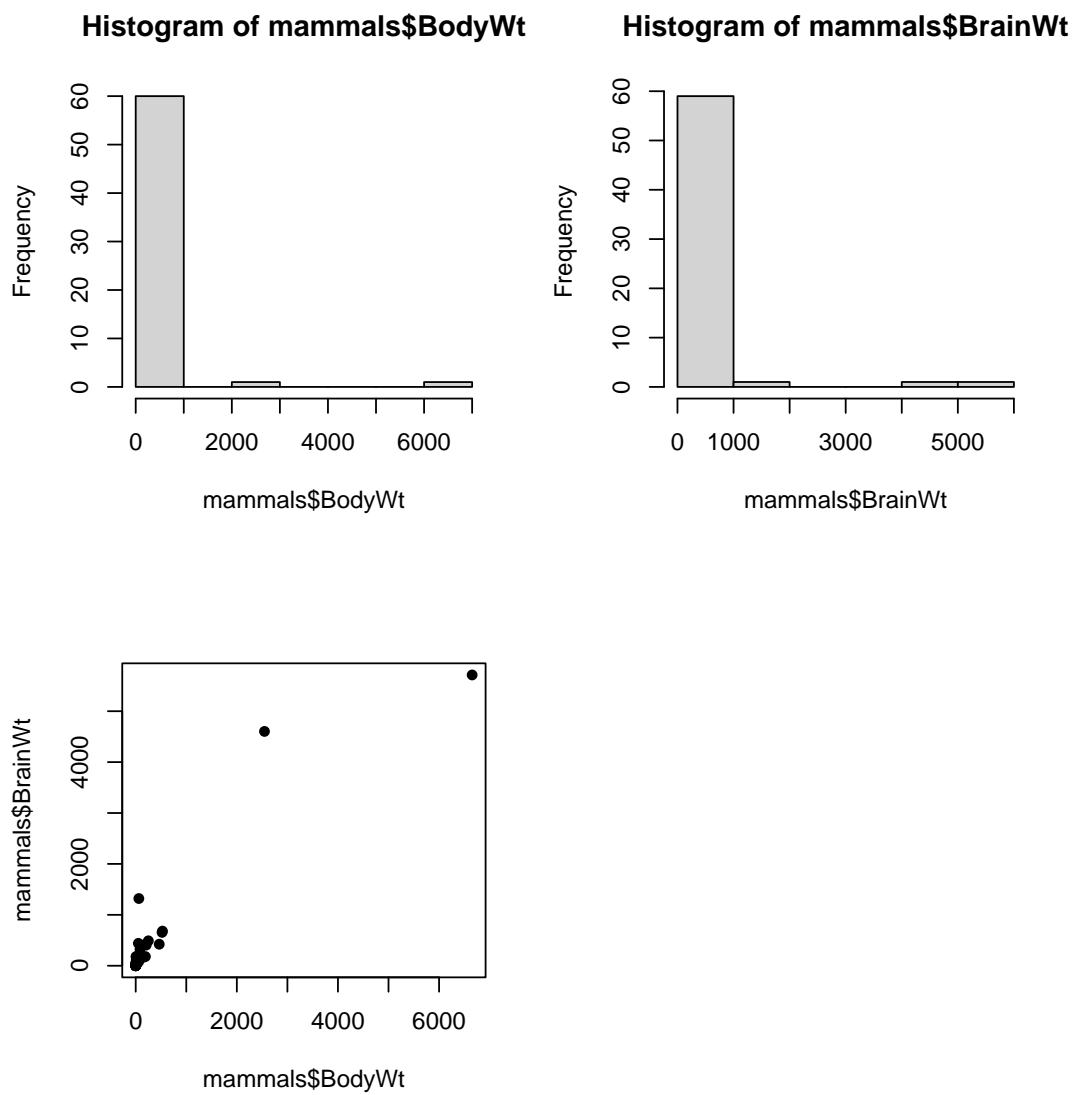 Histogram of mammals$BodyWt
Frequency
0 10 20 30 40 50 60
0 2000 4000 6000
mammals$BodyWt
Histogram of mammals$BrainWt
Frequency
0 10 20 30 40 50 60
0 1000 3000 5000
mammals$BrainWt
mammals$BrainWt
0 2000 4000
0 2000 4000 6000
mammals$BodyWt